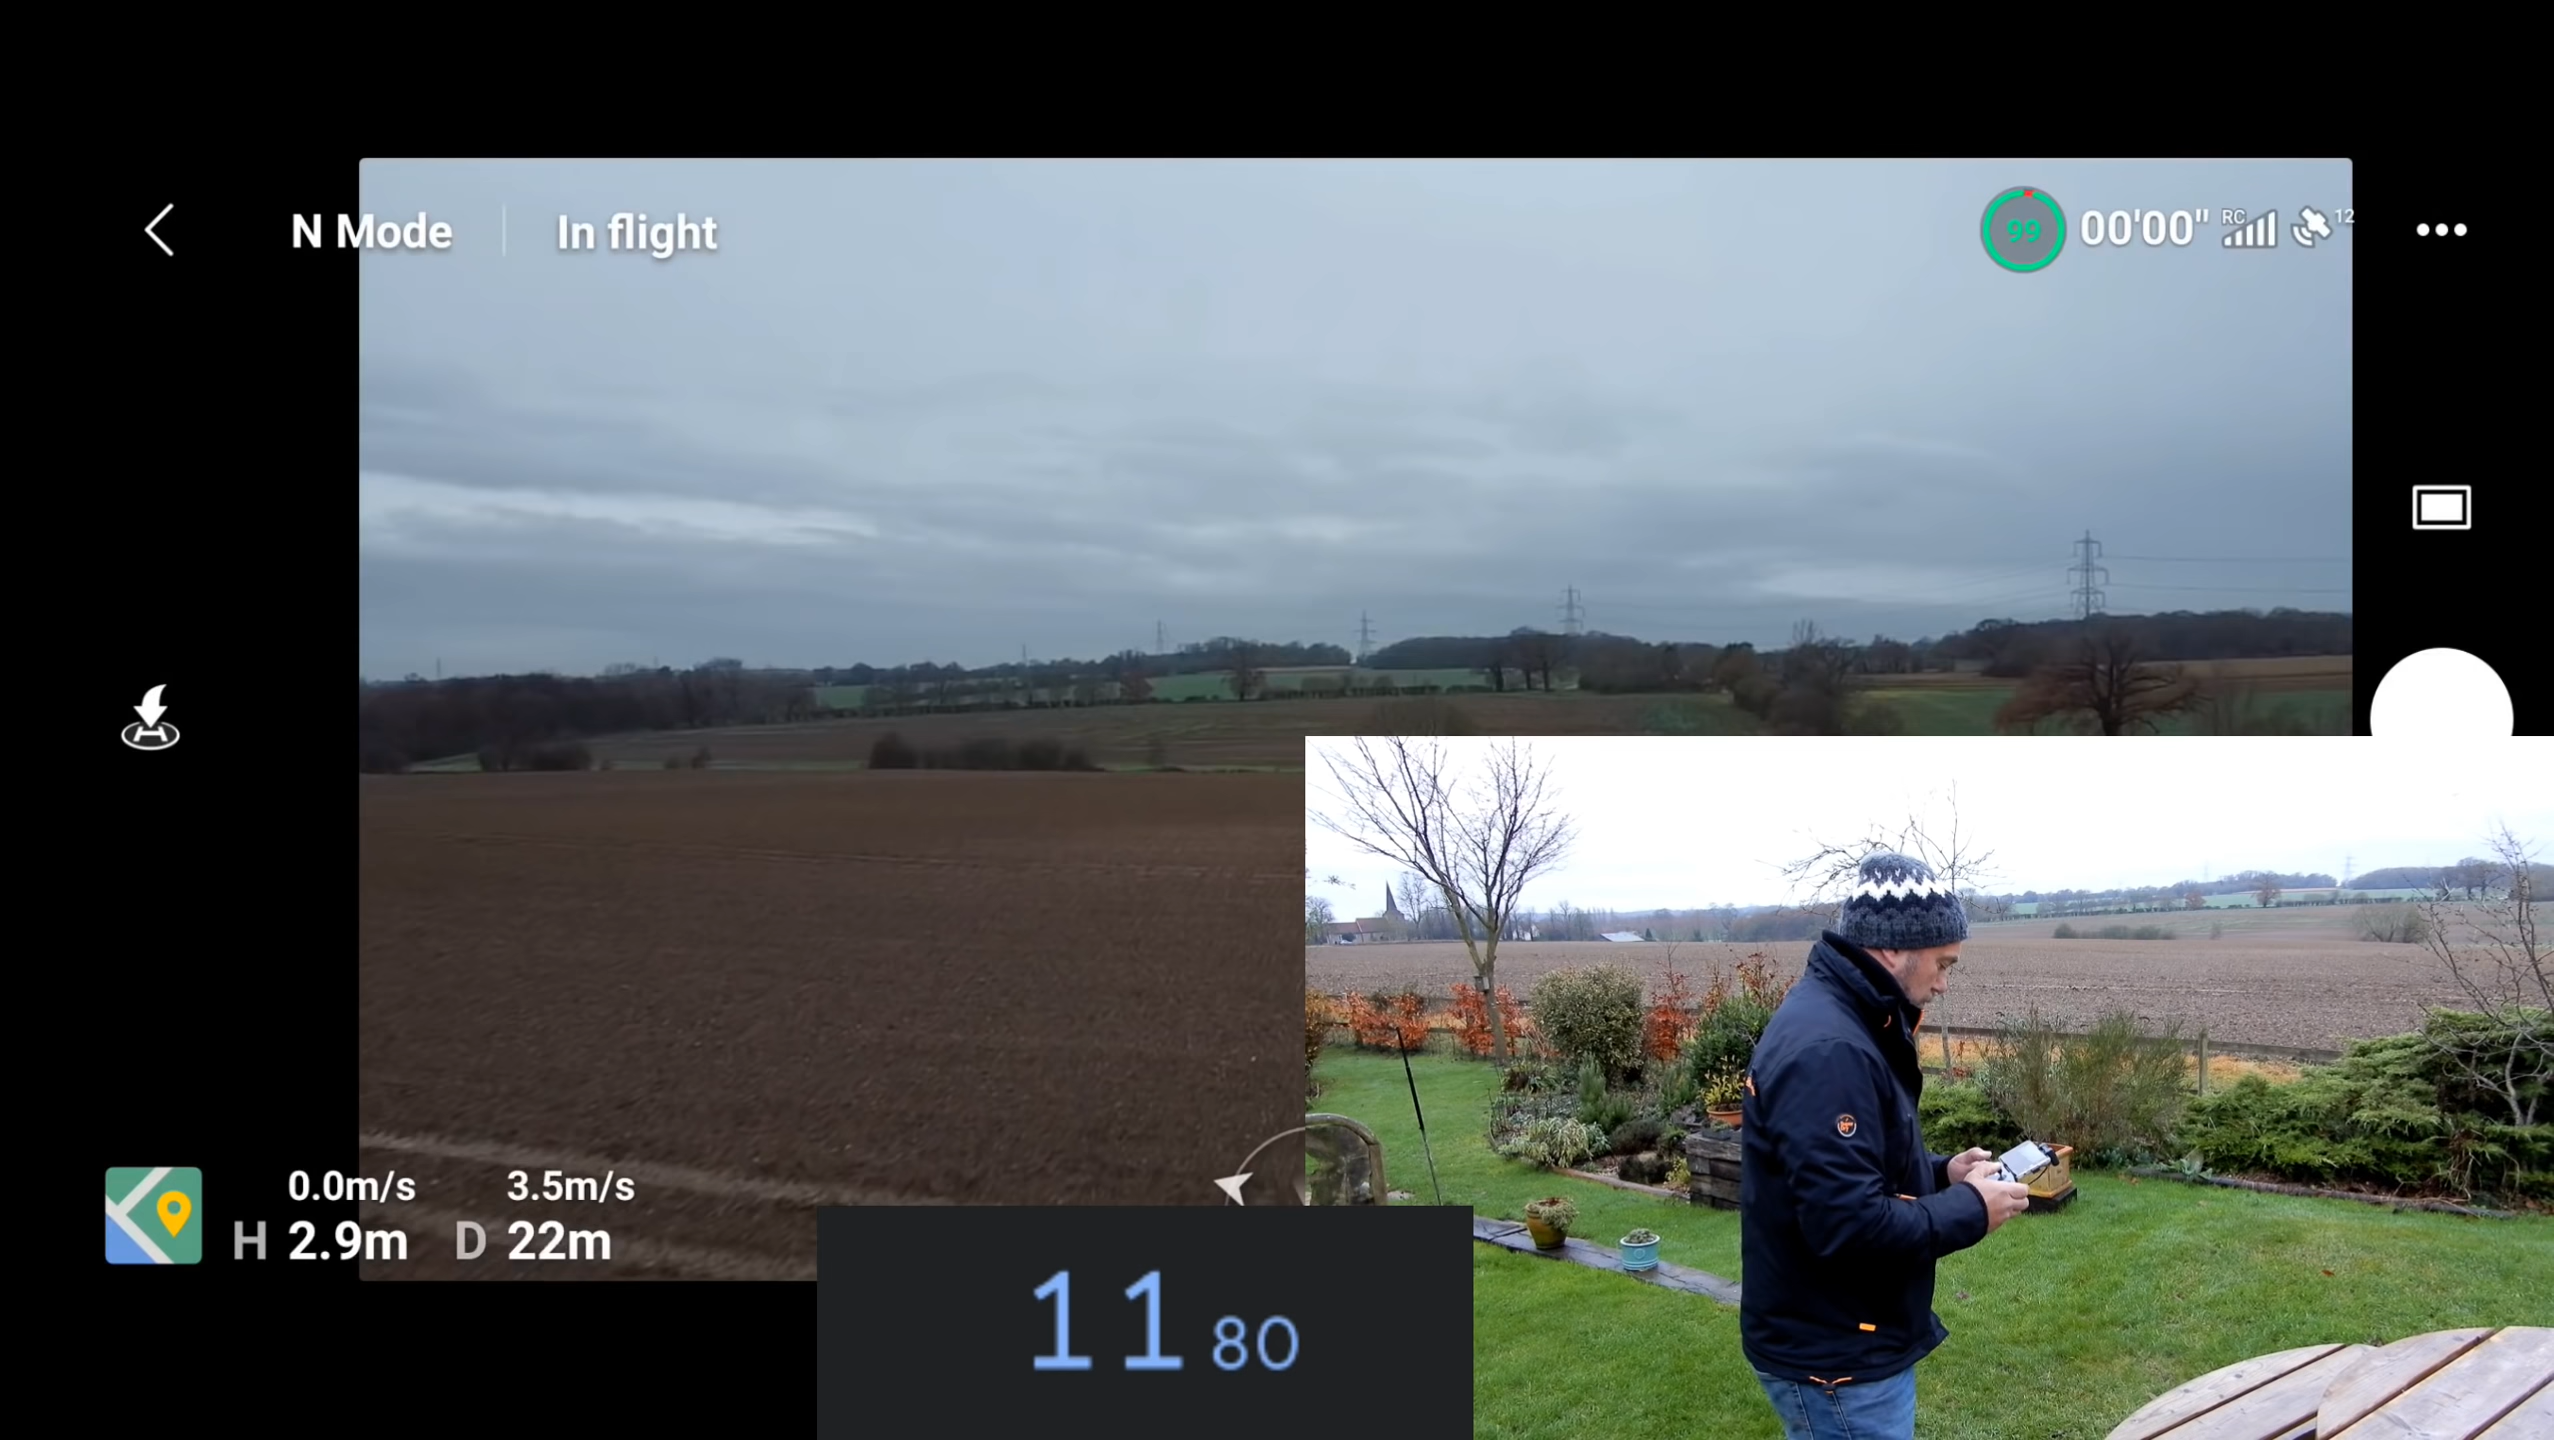 N Mode
In flight
99
00'00"
RC
12
0.0m/s
3.5m/s
H 2.9m
D 22m
11 80